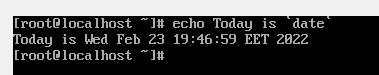 [root@localhost ~]# echo Today is `date`
Today is Wed Feb 23 19:46:59 EET 2022
[root@localhost ~]#